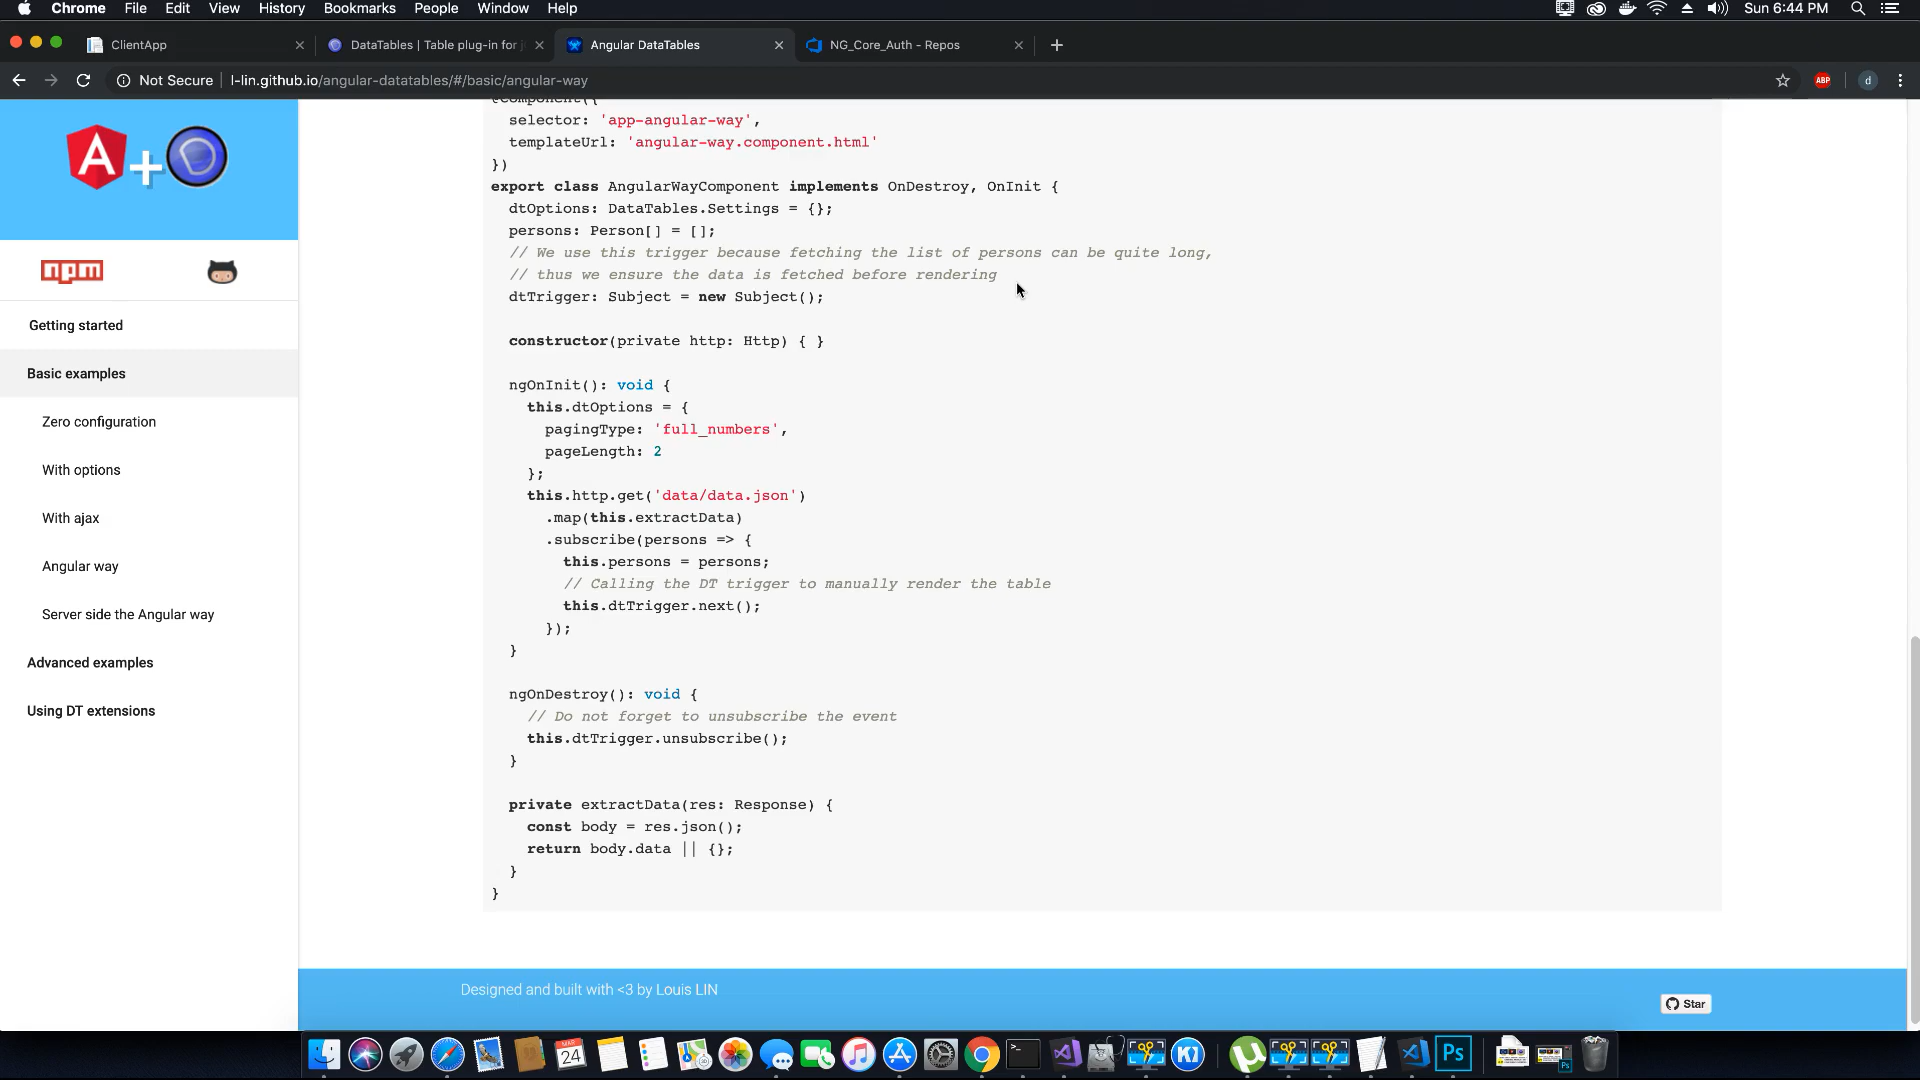 Chrome File Edit View History Bookmarks People Window Help Sun 6:44 PM
ClientApp DataTables | Table plug-in for j Angular DataTables NG_Core_Auth - Repos
Not Secure l-lin.github.io/angular-datatables/#/basic/angular-way ABP d
A +
npm
Getting started
Basic examples
Zero configuration
With options
With ajax
Angular way
Server side the Angular way
Advanced examples
Using DT extensions
@Component({
selector: 'app-angular-way',
templateUrl: 'angular-way.component.html'
})
export class AngularWayComponent implements OnDestroy, OnInit {
dtOptions: DataTables.Settings = {};
persons: Person[] = [];
// We use this trigger because fetching the list of persons can be quite long,
// thus we ensure the data is fetched before rendering
dtTrigger: Subject = new Subject();
constructor(private http: Http) { }
ngOnInit(): void {
this.dtOptions = {
pagingType: 'full_numbers',
pageLength: 2
};
this.http.get('data/data.json')
.map(this.extractData)
.subscribe(persons => {
this.persons = persons;
// Calling the DT trigger to manually render the table
this.dtTrigger.next();
});
}
ngOnDestroy(): void {
// Do not forget to unsubscribe the event
this.dtTrigger.unsubscribe();
}
private extractData(res: Response) {
const body = res.json();
return body.data || {};
}
}
Designed and built with <3 by Louis LIN
Star
24
Ps